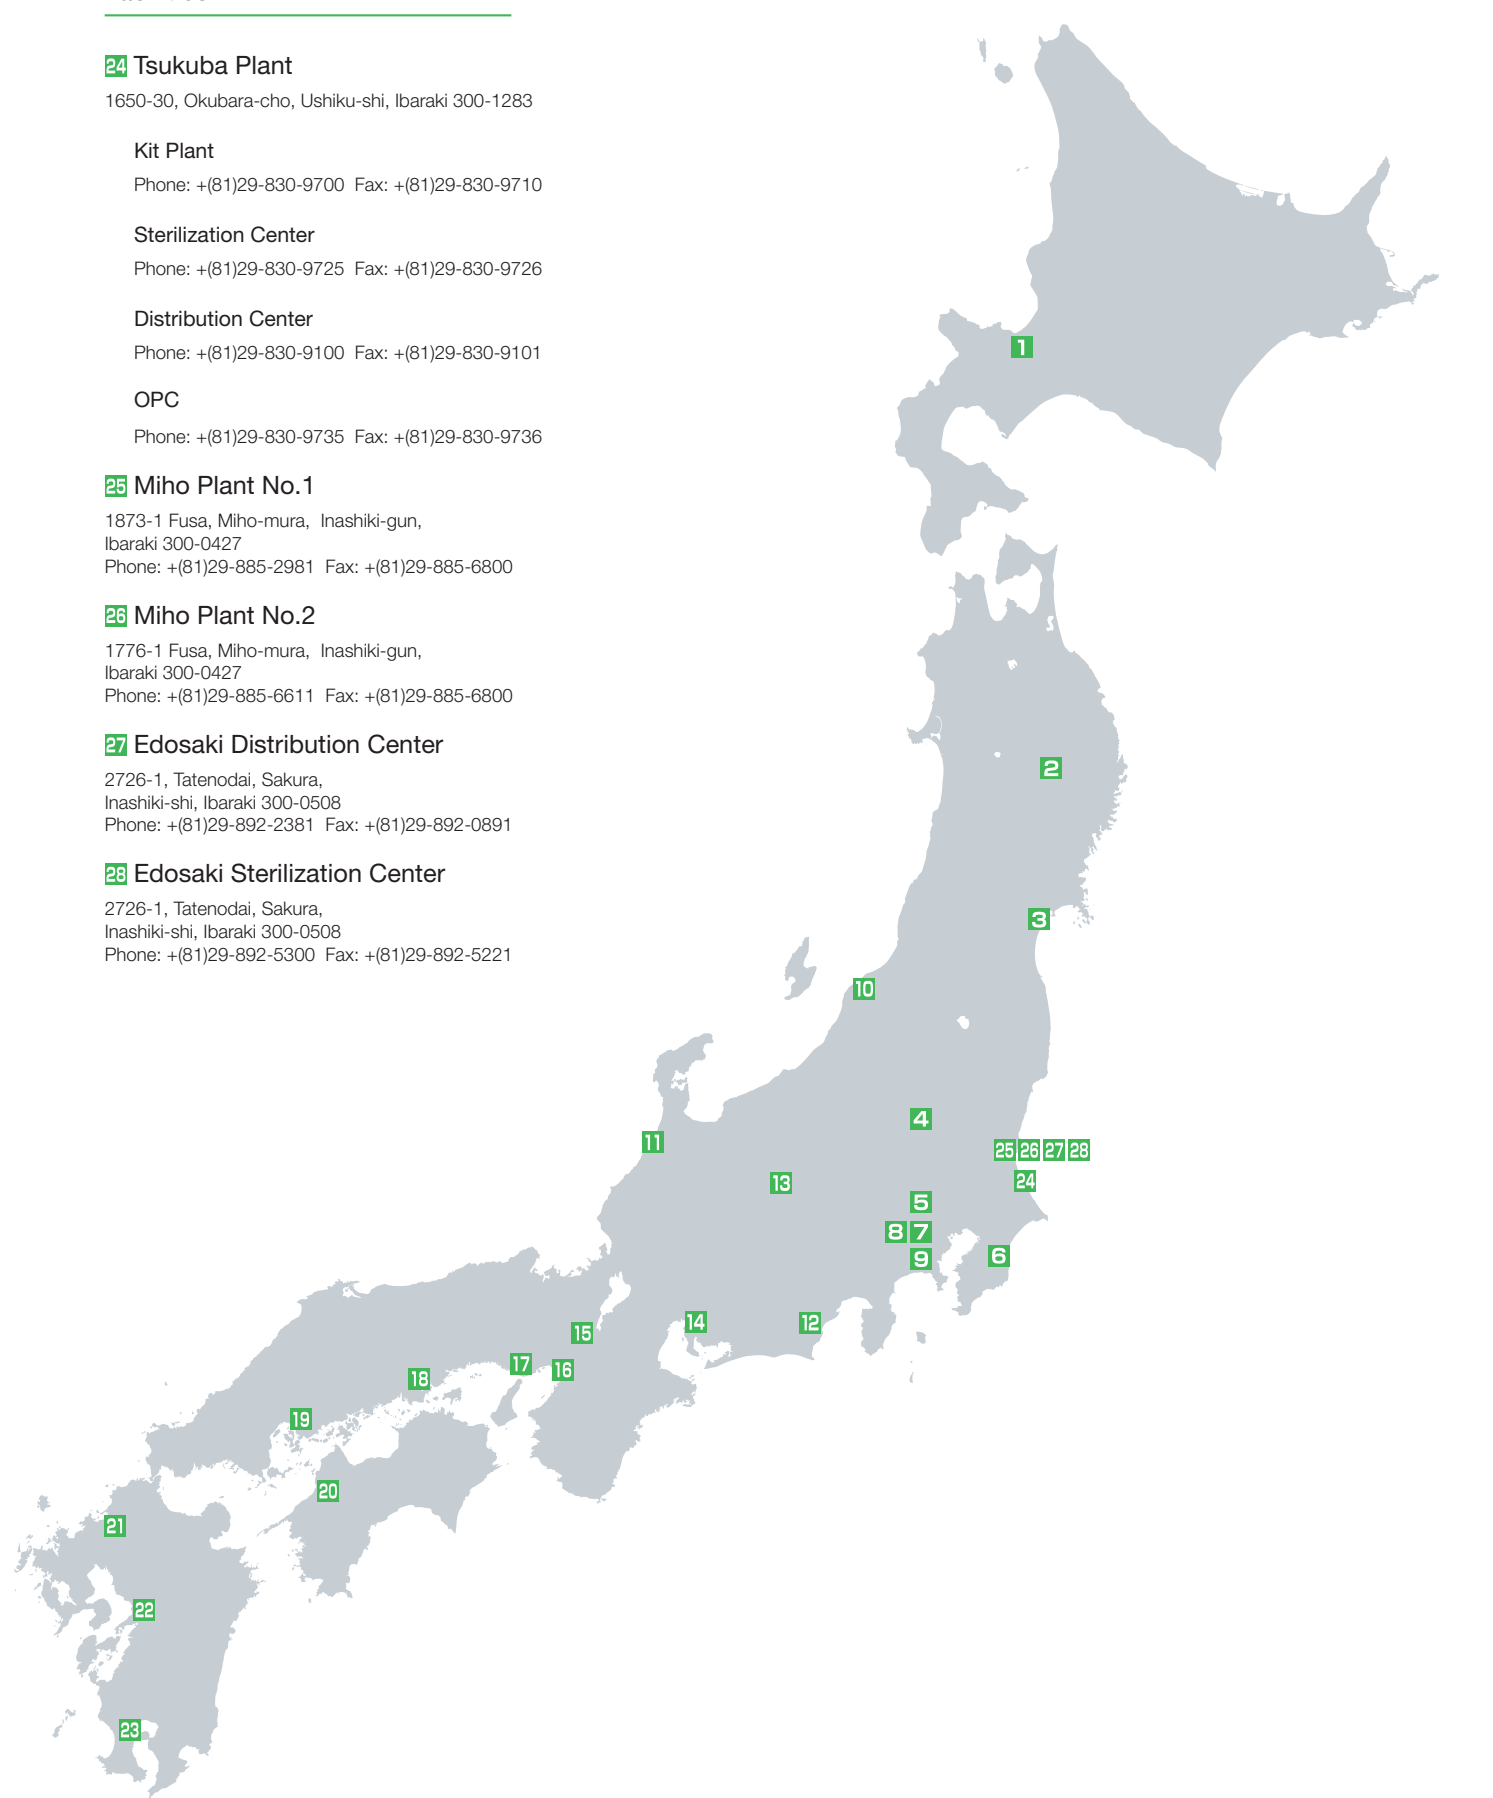 24 Tsukuba Plant
1650-30, Okubara-cho, Ushiku-shi, Ibaraki 300-1283
Kit Plant
Phone: +(81)29-830-9700 Fax: +(81)29-830-9710
Sterilization Center
Phone: +(81)29-830-9725 Fax: +(81)29-830-9726
Distribution Center
Phone: +(81)29-830-9100 Fax: +(81)29-830-9101
OPC
Phone: +(81)29-830-9735 Fax: +(81)29-830-9736
25 Miho Plant No.1
1873-1 Fusa, Miho-mura, Inashiki-gun,
Ibaraki 300-0427
Phone: +(81)29-885-2981 Fax: +(81)29-885-6800
26 Miho Plant No.2
1776-1 Fusa, Miho-mura, Inashiki-gun,
Ibaraki 300-0427
Phone: +(81)29-885-6611 Fax: +(81)29-885-6800
27 Edosaki Distribution Center
2726-1, Tatenodai, Sakura,
Inashiki-shi, Ibaraki 300-0508
Phone: +(81)29-892-2381 Fax: +(81)29-892-0891
28 Edosaki Sterilization Center
2726-1, Tatenodai, Sakura,
Inashiki-shi, Ibaraki 300-0508
Phone: +(81)29-892-5300 Fax: +(81)29-892-5221
1
2
3
10
4
11
25 26 27 28
13
24
5
8 7
6
9
14
12
15
17
16
18
19
20
21
22
23